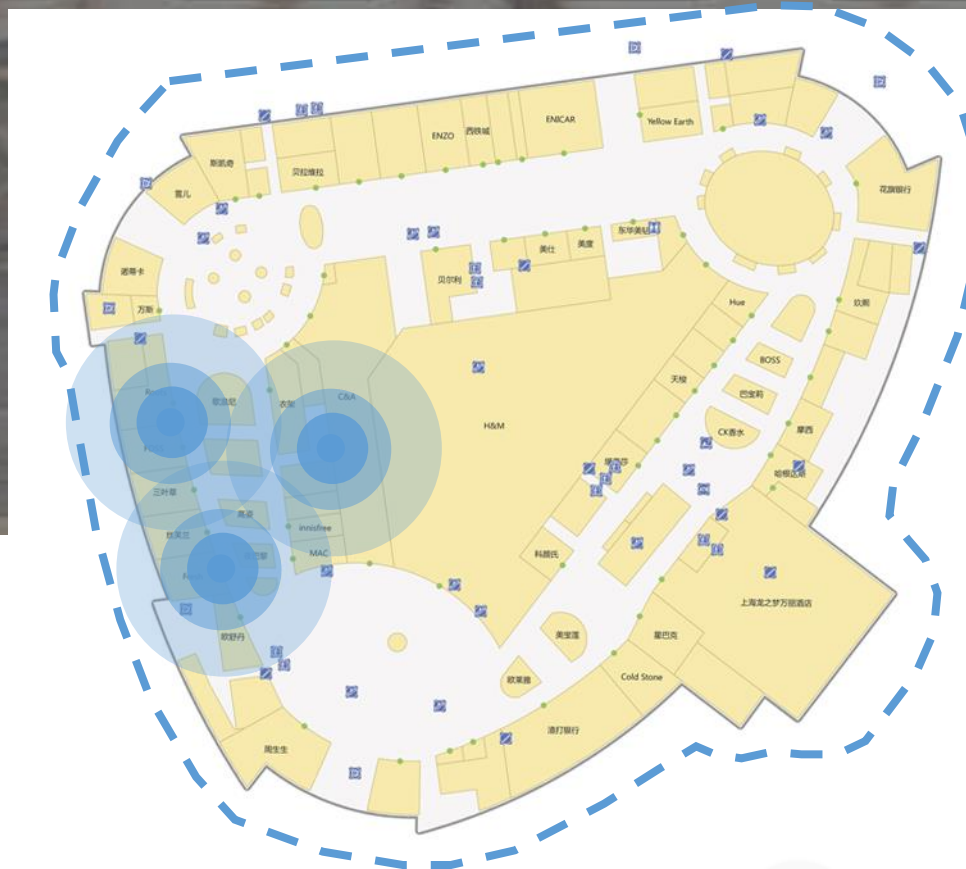 ENICAR
Yellow Earth
ENZO
西铁城
斯凯奇
贝拉维拉
花旗银行
东华美钻
美仕
美度
诺蒂卡
贝尔利
万斯
玖熙
Hue
BOSS
天梭
巴宝莉
C&A
衣架
H&M
CK香水
摩西
哈根达斯
三叶草
innisfree
MAC
科颜氏
上海龙之梦万丽酒店
美宝莲
星巴克
欧舒丹
Cold Stone
欧莱雅
渣打银行
周生生